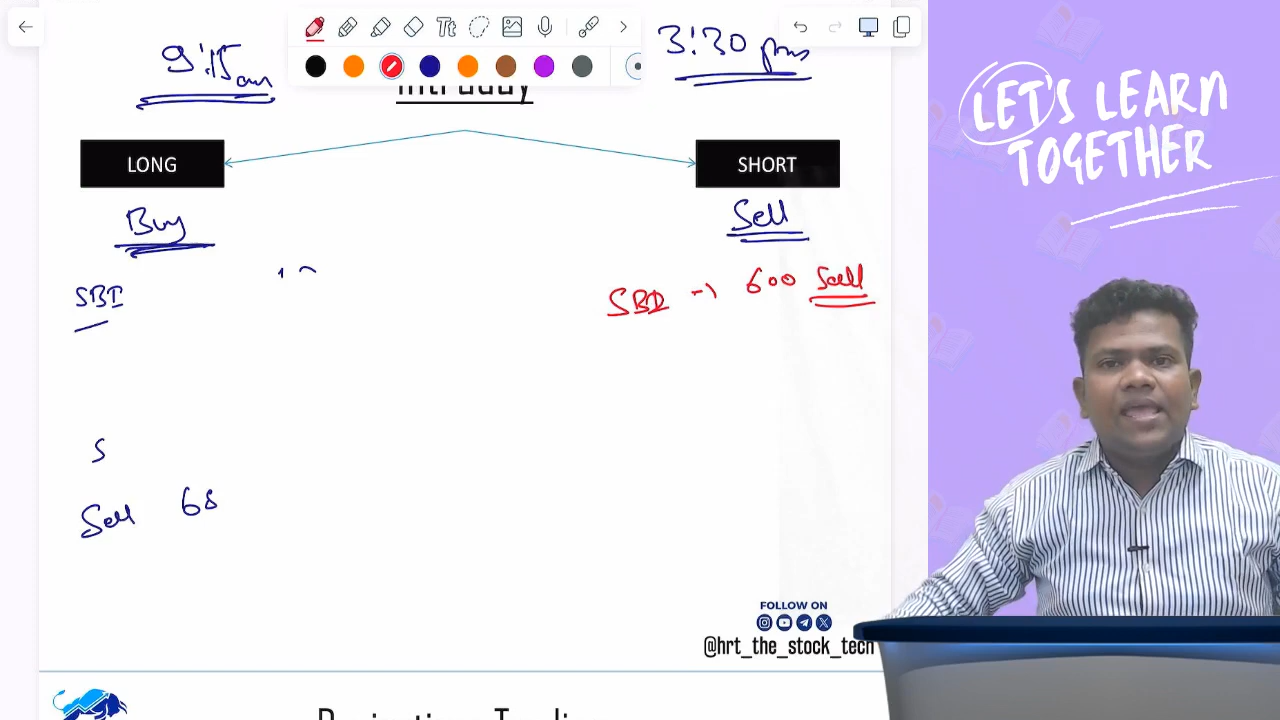 9:15 am
3:30 pm
Tt
Intraday
LET'S LEARN
TOGETHER
LONG
SHORT
Buy
Sell
SBI
SBI → 600 Sell
S
Sell 68
FOLLOW ON
@hrt_the_stock_tech